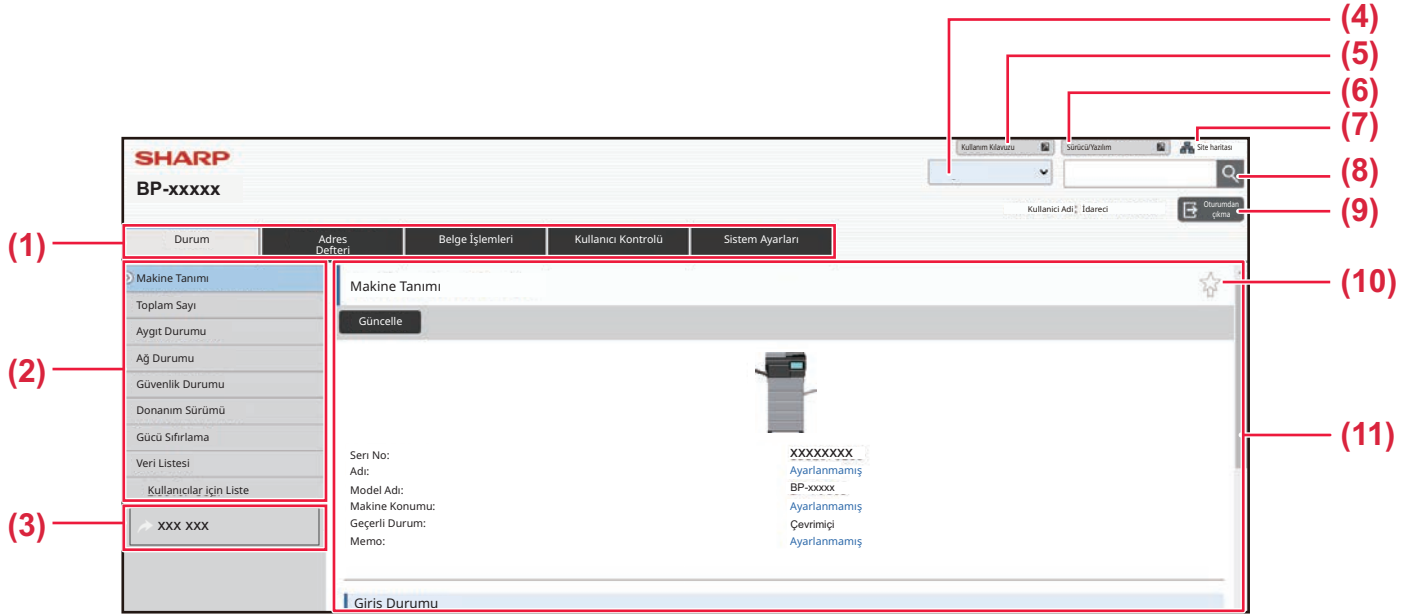 (4)
(5)
(6)
(7)
Kullanım Kılavuzu
Sürücü/Yazılım
Site haritası
SHARP
(8)
BP-xxxxx
Kullanici Adi: İdareci
Oturumdan
çıkma
(9)
(1)
Durum
Adres
Defteri
Belge İşlemleri
Kullanıcı Kontrolü
Sistem Ayarları
Makine Tanımı
Makine Tanımı
(10)
Toplam Sayı
Güncelle
Aygıt Durumu
Ağ Durumu
(2)
Güvenlik Durumu
Donanım Sürümü
Gücü Sıfırlama
(11)
Veri Listesi
Kullanıcılar için Liste
(3)
XXX XXX
Serı No:
XXXXXXXX
Adı:
Ayarlanmamış
Model Adı:
BP-xxxxx
Makine Konumu:
Ayarlanmamış
Geçerli Durum:
Çevrimiçi
Memo:
Ayarlanmamış
Giris Durumu